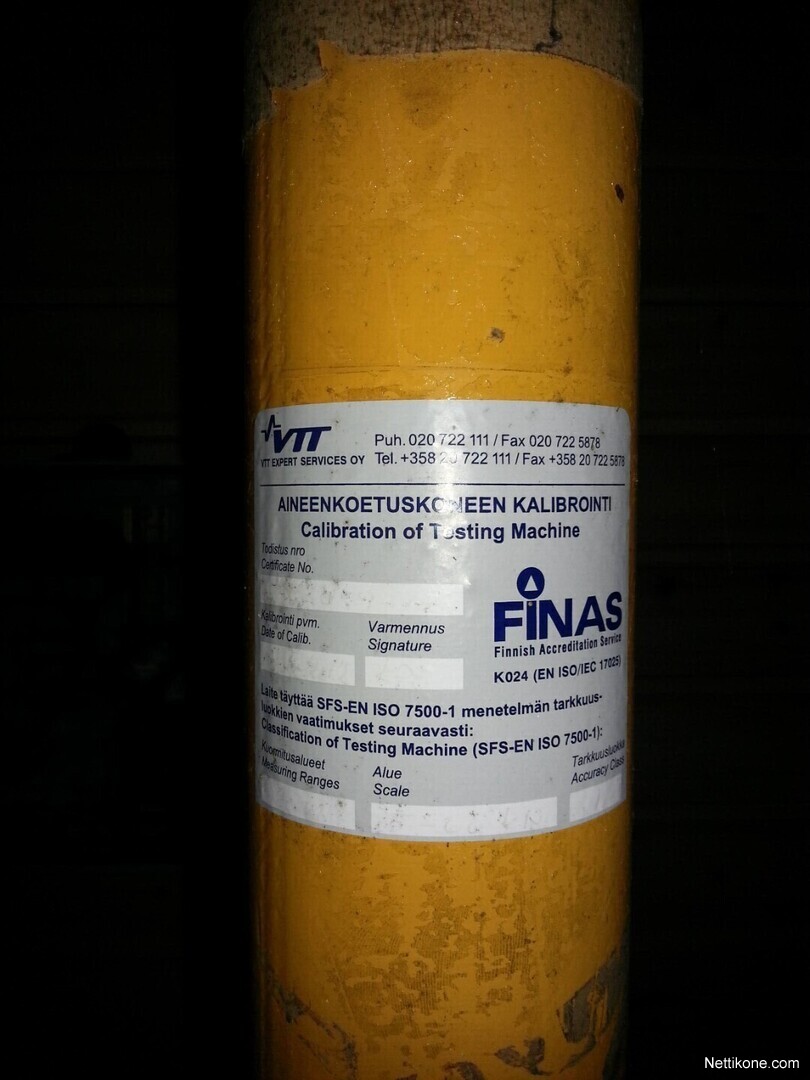 VTT
VTT EXPERT SERVICES OY
Puh. 020 722 111 / Fax 020 722 5878
Tel. +358 20 722 111 / Fax +358 20 722 5878
AINEENKOETUSKONEEN KALIBROINTI
Calibration of Testing Machine
Todistus nro
Certificate No.
Kalibrointi pvm.
Date of Calib.
Varmennus
Signature
FINAS
Finnish Accreditation Service
K024 (EN ISO/IEC 17025)
Laite täyttää SFS-EN ISO 7500-1 menetelmän tarkkuus-
luokkien vaatimukset seuraavasti:
Classification of Testing Machine (SFS-EN ISO 7500-1):
Kuormitusalueet
Measuring Ranges
Alue
Scale
Tarkkuusluokka
Accuracy Class
Nettikone.com